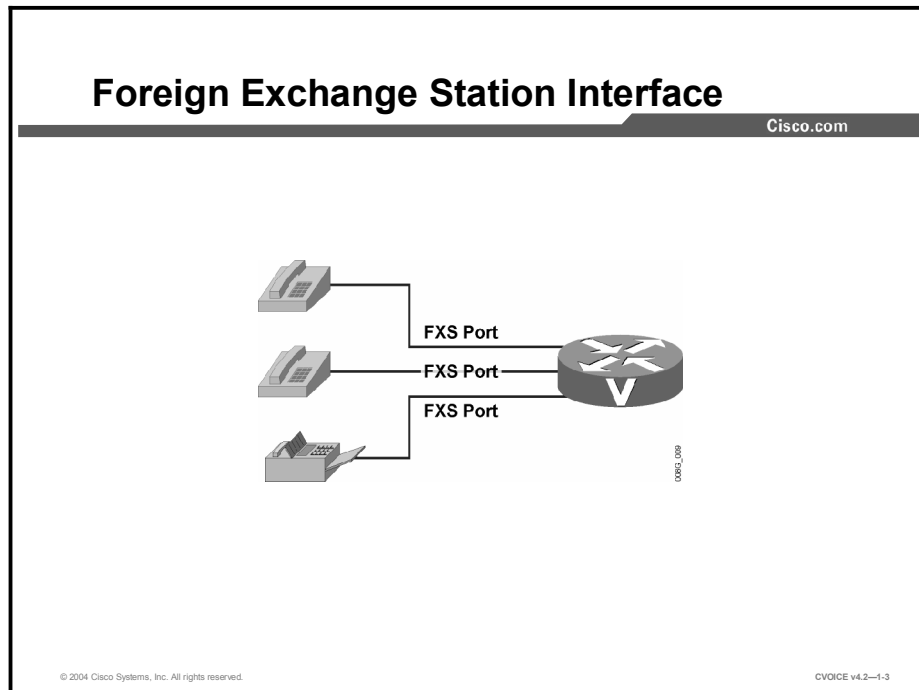 Foreign Exchange Station Interface
Cisco.com
FXS Port
FXS Port
FXS Port
V
008G_009
© 2004 Cisco Systems, Inc. All rights reserved.
CVOICE v4.2—1-3